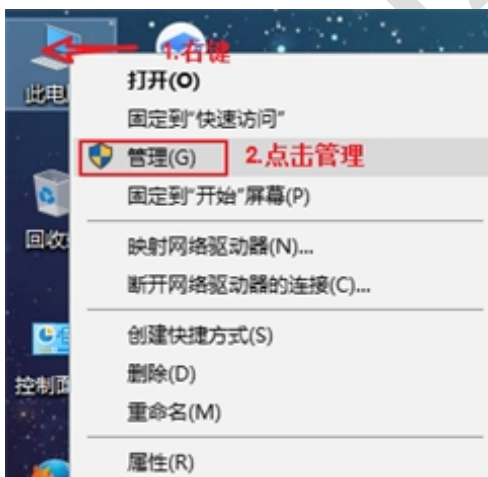 1.右键
此电
打开(O)
固定到"快速访问"
管理(G)
2.点击管理
固定到"开始"屏幕(P)
回收
映射网络驱动器(N)...
断开网络驱动器的连接(C)...
创建快捷方式(S)
控制面
删除(D)
重命名(M)
属性(R)